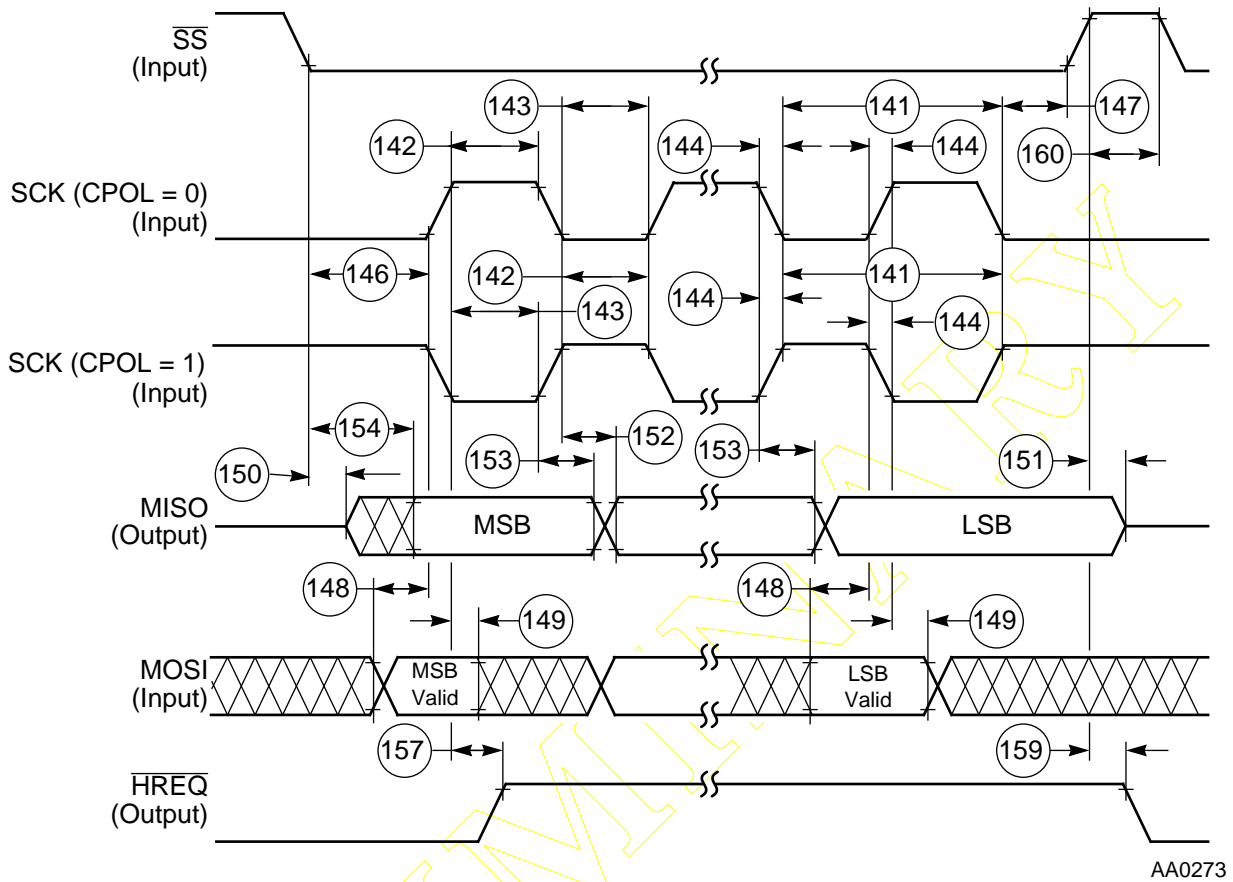 SS
(Input)
143
141
147
142
144
144
160
SCK (CPOL = 0)
(Input)
146
142
141
144
143
144
SCK (CPOL = 1)
(Input)
154
152
150
153
153
151
MISO
(Output)
MSB
LSB
148
148
149
149
MOSI
(Input)
MSB
Valid
LSB
Valid
157
159
HREQ
(Output)
AA0273